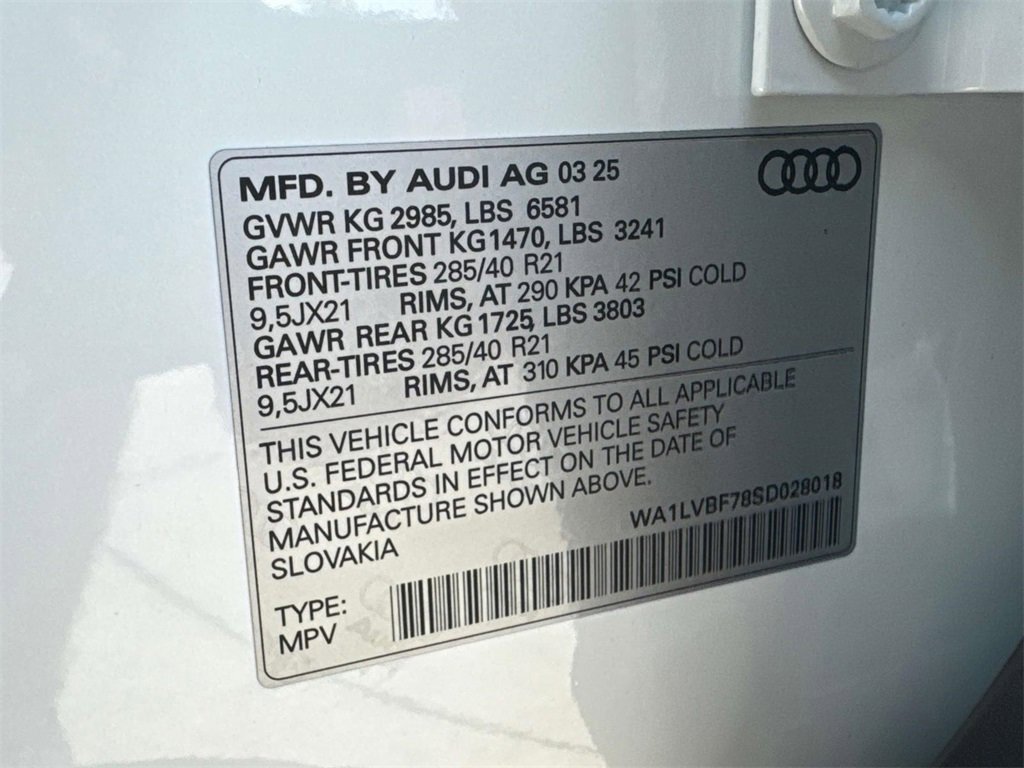 MFD. BY AUDI AG 03 25
GVWR KG 2985, LBS 6581
GAWR FRONT KG1470, LBS 3241
FRONT-TIRES 285/40 R21
9,5JX21 RIMS, AT 290 KPA 42 PSI COLD
GAWR REAR KG 1725, LBS 3803
REAR-TIRES 285/40 R21
9,5JX21 RIMS, AT 310 KPA 45 PSI COLD
THIS VEHICLE CONFORMS TO ALL APPLICABLE
U.S. FEDERAL MOTOR VEHICLE SAFETY
STANDARDS IN EFFECT ON THE DATE OF
MANUFACTURE SHOWN ABOVE.
SLOVAKIA
WA1LVBF78SD028018
TYPE:
MPV